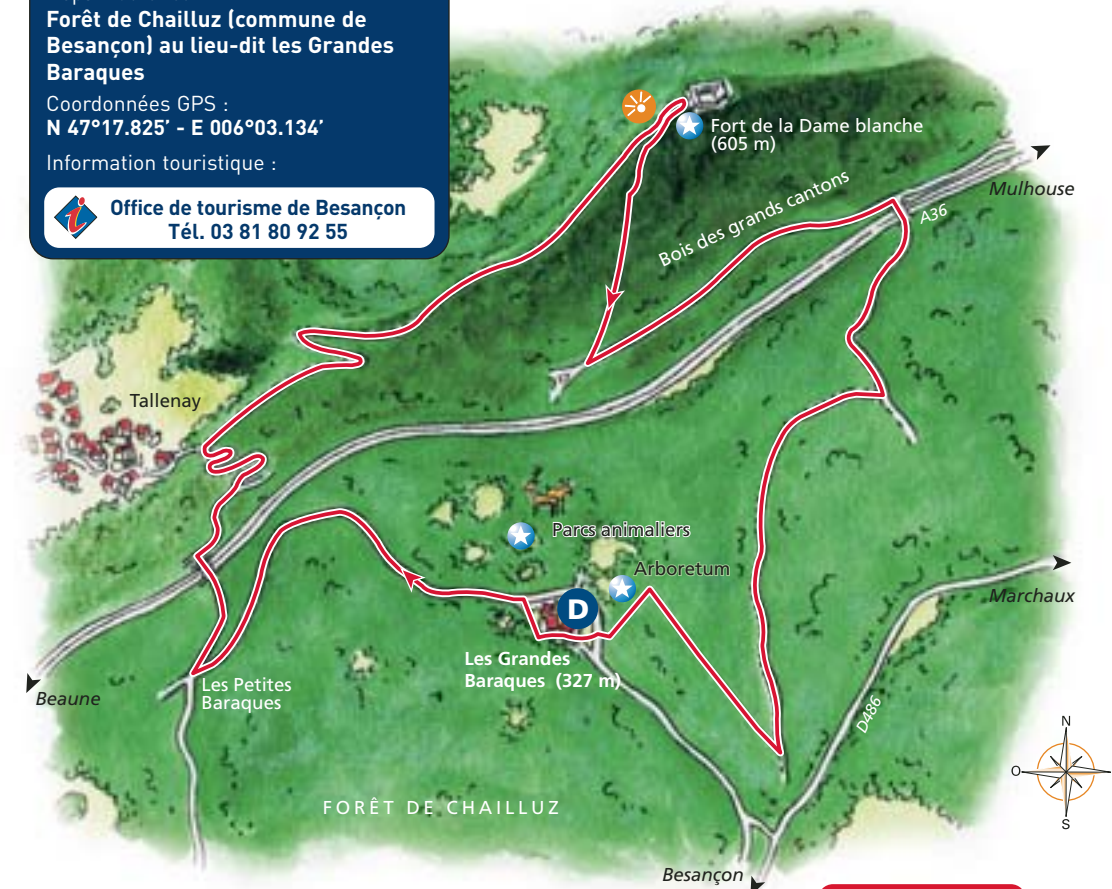 Forêt de Chailluz (commune de
Besançon) au lieu-dit les Grandes
Baraques
Coordonnées GPS :
N 47°17.825’ - E 006°03.134’
Information touristique :
i
Office de tourisme de Besançon
Tél. 03 81 80 92 55
Fort de la Dame blanche
(605 m)
Mulhouse
A36
Bois des grands cantons
Tallenay
Parcs animaliers
Arboretum
D
Marchaux
Les Grandes
Baraques (327 m)
Les Petites
Baraques
Beaune
D486
N
O
S
FORÊT DE CHAILLUZ
Besançon